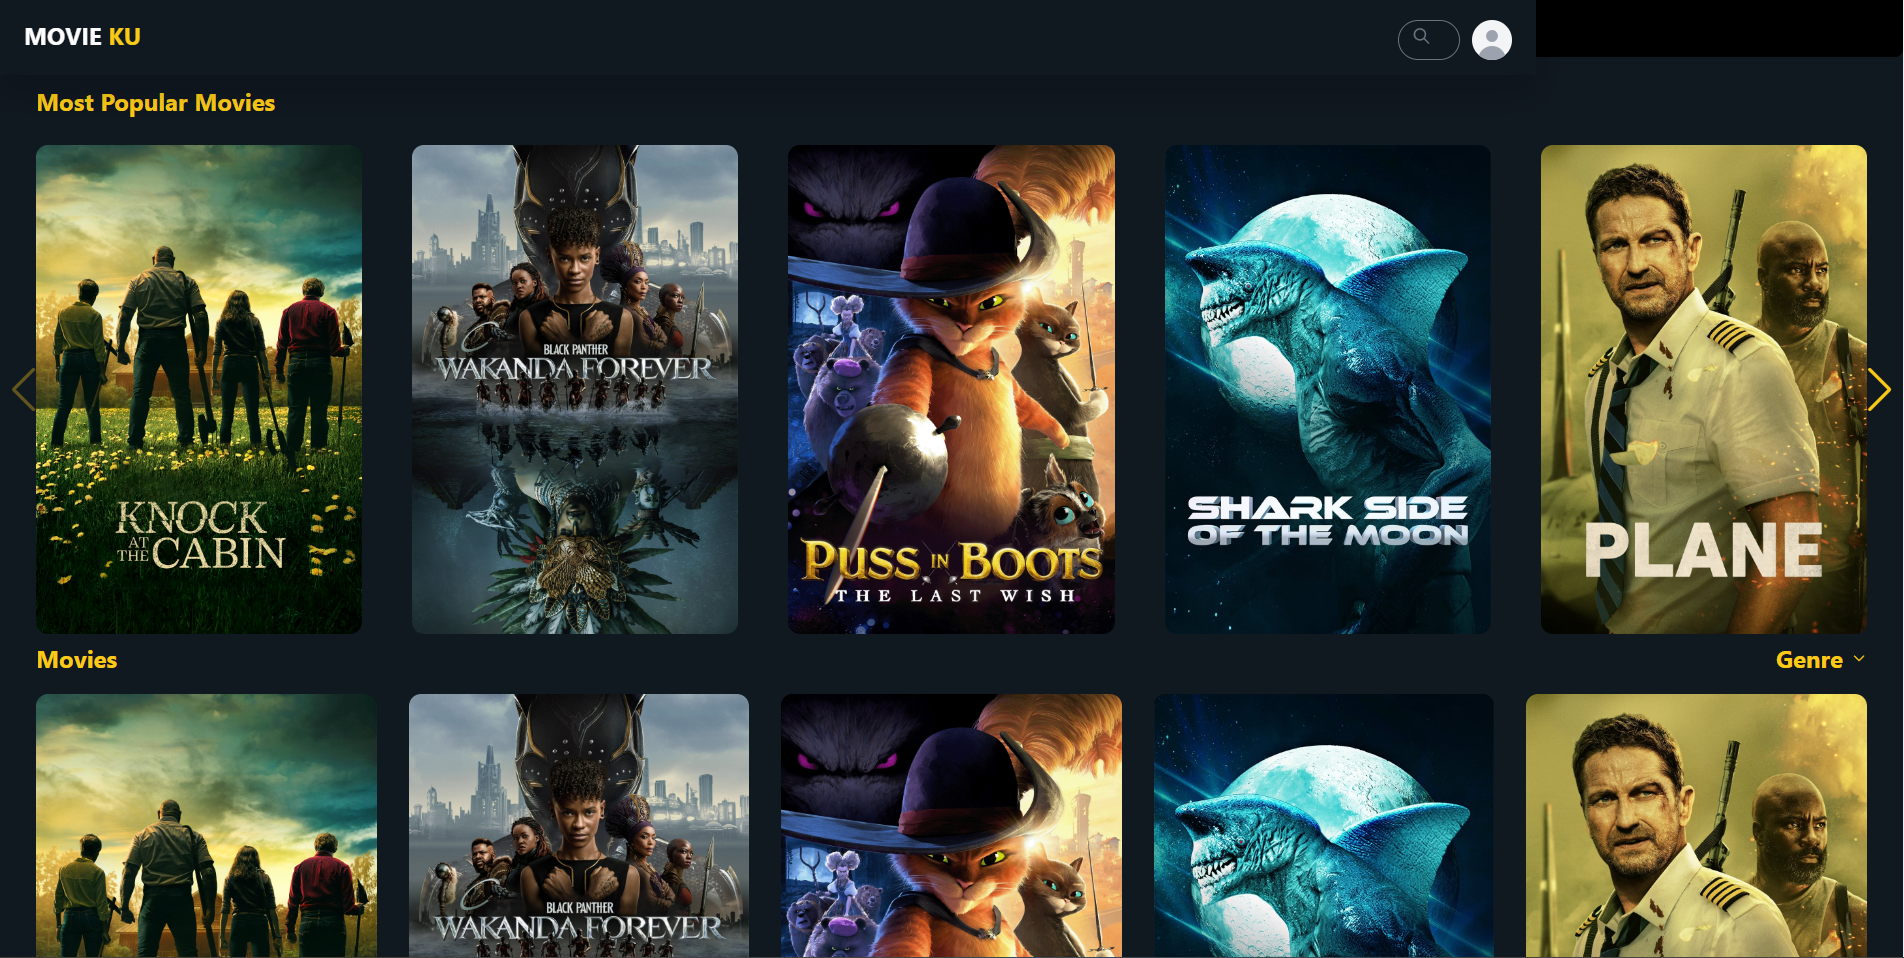 MOVIE KU
Most Popular Movies
KNOCK
AT
THE CABIN
BLACK PANTHER
WAKANDA FOREVER
PUSS IN BOOTS
THE LAST WISH
SHARK SIDE
OF THE MOON
PLANE
Movies
Genre
BLACK PANTHER
WAKANDA FOREVER